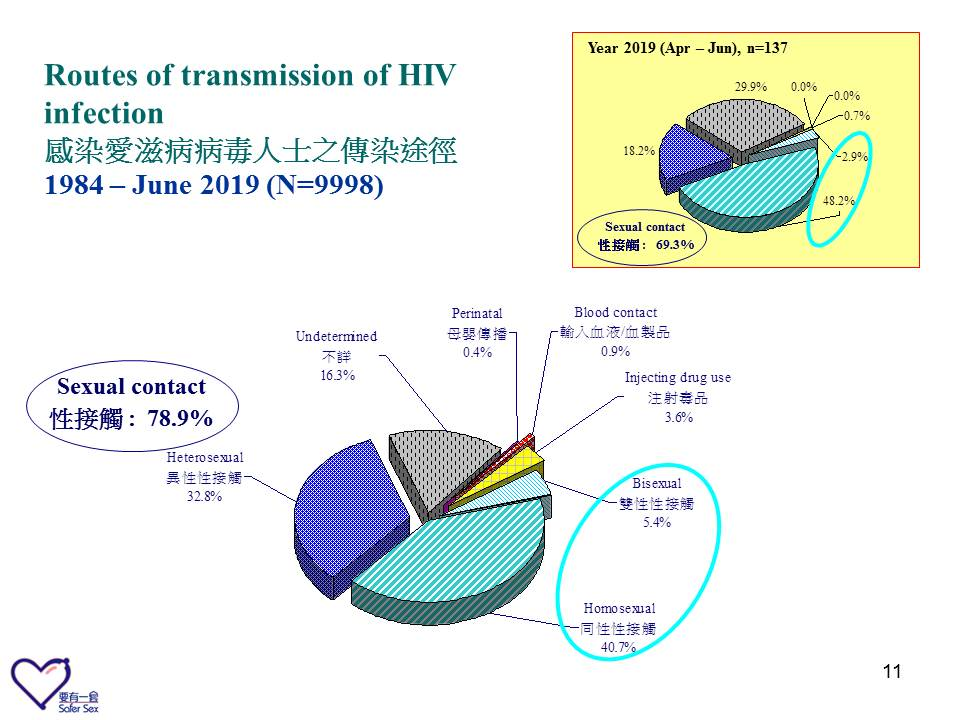 Routes of transmission of HIV
infection
感染愛滋病病毒人士之傳染途徑
1984 – June 2019 (N=9998)
Year 2019 (Apr – Jun), n=137
29.9%
0.0%
0.0%
0.7%
2.9%
18.2%
48.2%
Sexual contact
性接觸 : 69.3%
Sexual contact
性接觸 : 78.9%
Undetermined
不詳
16.3%
Perinatal
母嬰傳播
0.4%
Blood contact
輸入血液/血製品
0.9%
Injecting drug use
注射毒品
3.6%
Heterosexual
異性性接觸
32.8%
Bisexual
雙性性接觸
5.4%
Homosexual
同性性接觸
40.7%
要有一套
Safer Sex
11